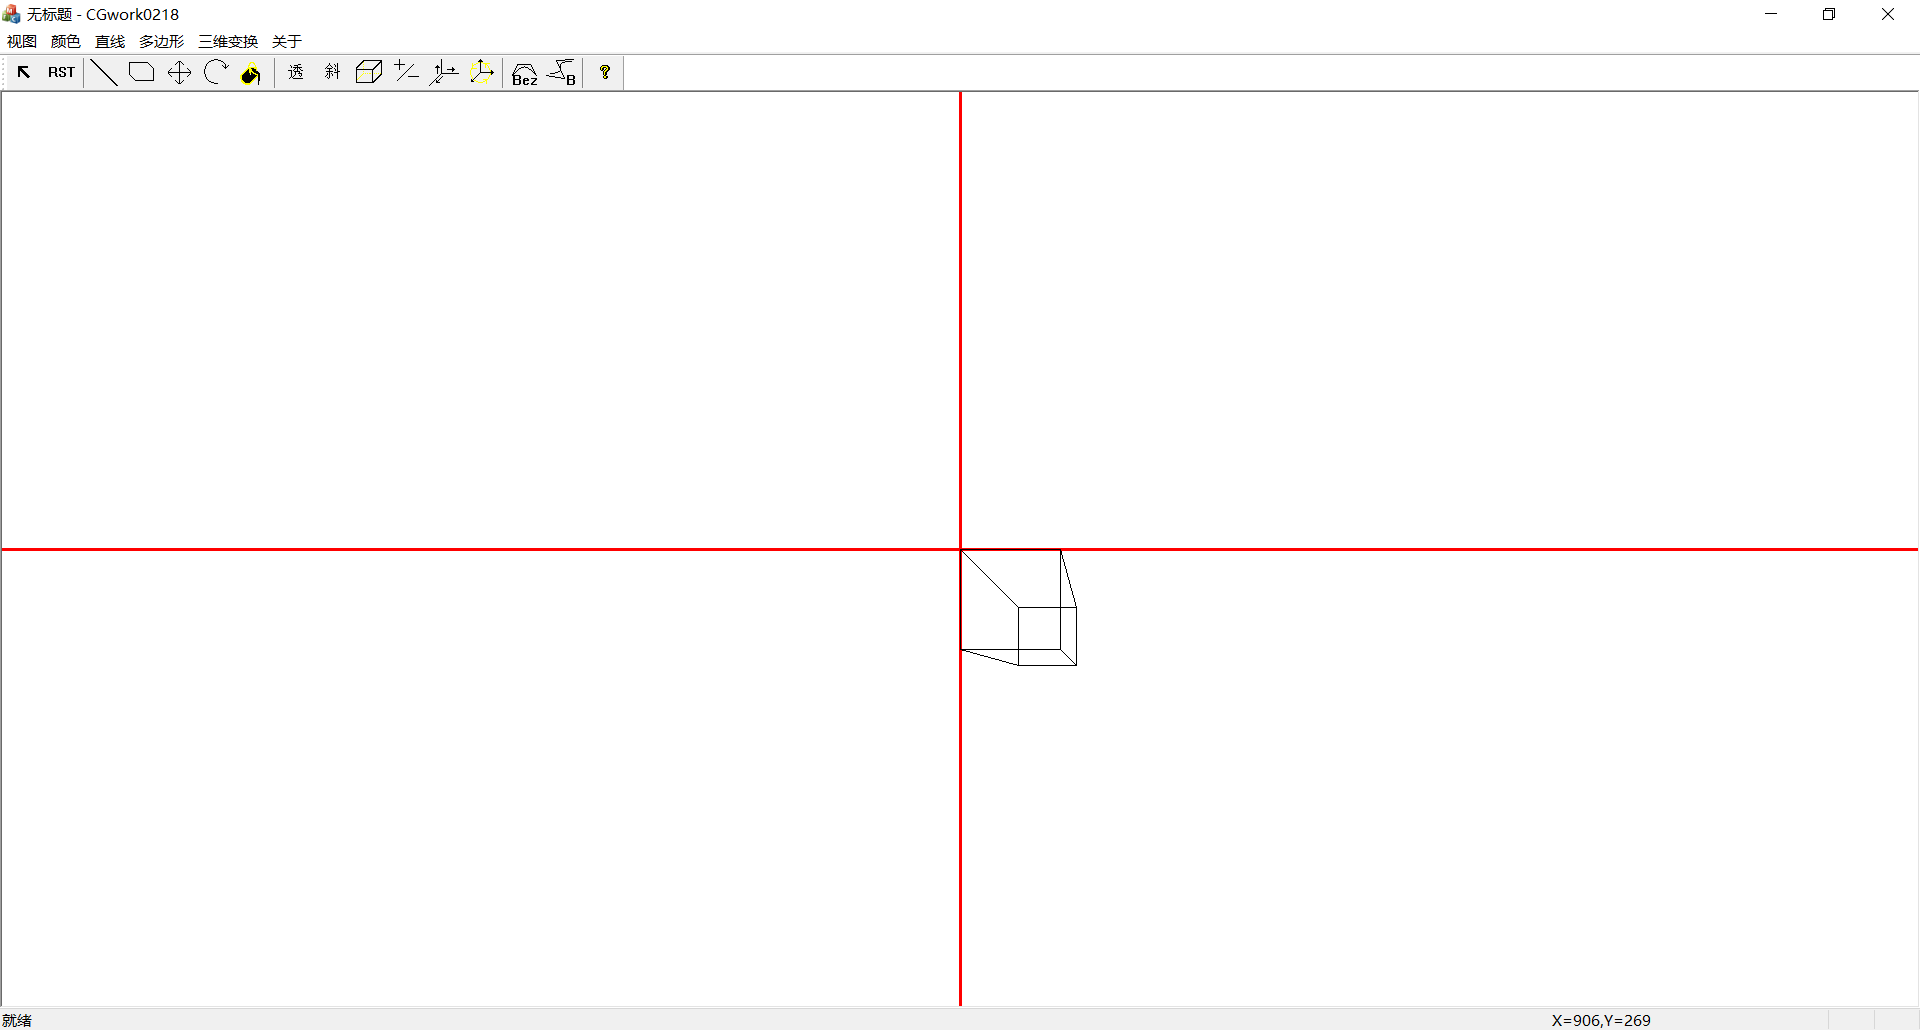 无标题 - CGwork0218
视图 颜色 直线 多边形 三维变换 关于
RST 透 斜 Bez B ?
就绪 X=906,Y=269